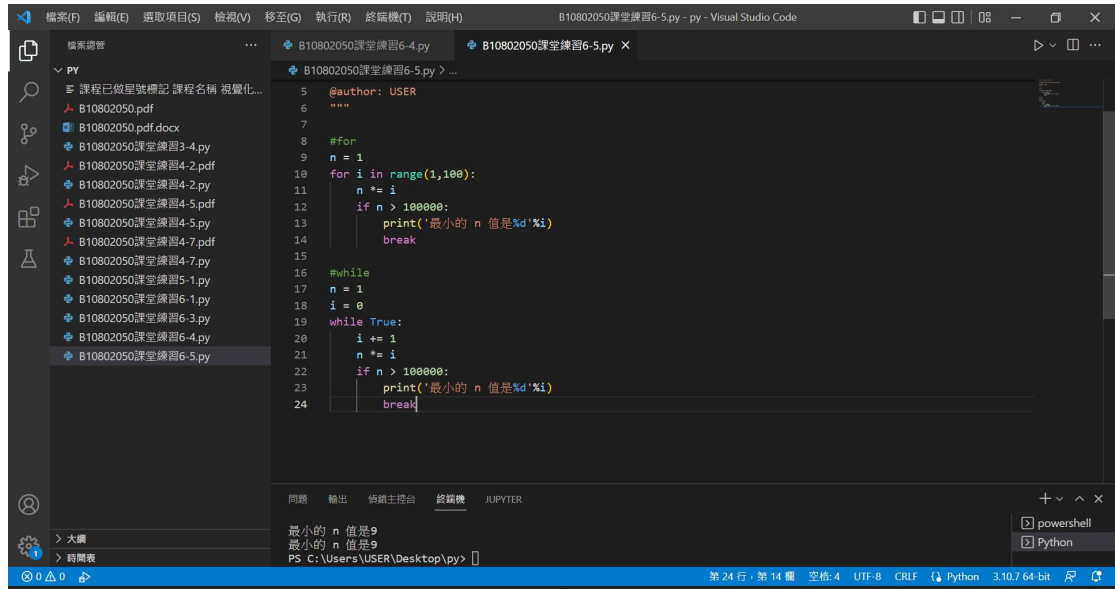 檔案(F) 編輯(E) 選取項目(S) 檢視(V) 移至(G) 執行(R) 終端機(T) 說明(H) B10802050課堂練習6-5.py - py - Visual Studio Code
檔案總管 ...
PY
課程已做星號標記 課程名稱 視覺化...
B10802050.pdf
B10802050.pdf.docx
B10802050課堂練習3-4.py
B10802050課堂練習4-2.pdf
B10802050課堂練習4-2.py
B10802050課堂練習4-5.pdf
B10802050課堂練習4-5.py
B10802050課堂練習4-7.pdf
B10802050課堂練習4-7.py
B10802050課堂練習5-1.py
B10802050課堂練習6-1.py
B10802050課堂練習6-3.py
B10802050課堂練習6-4.py
B10802050課堂練習6-5.py
大綱
時間表
1
B10802050課堂練習6-4.py B10802050課堂練習6-5.py
B10802050課堂練習6-5.py > ...
5 @author: USER
6 """
7
8 #for
9 n = 1
10 for i in range(1,100):
11 n *= i
12 if n > 100000:
13 print('最小的 n 值是%d'%i)
14 break
15
16 #while
17 n = 1
18 i = 0
19 while True:
20 i += 1
21 n *= i
22 if n > 100000:
23 print('最小的 n 值是%d'%i)
24 break
問題 輸出 偵錯主控台 終端機 JUPYTER
最小的 n 值是9
最小的 n 值是9
PS C:\Users\USER\Desktop\py>
powershell
Python
0 0 第 24 行，第 14 欄 空格: 4 UTF-8 CRLF Python 3.10.7 64-bit